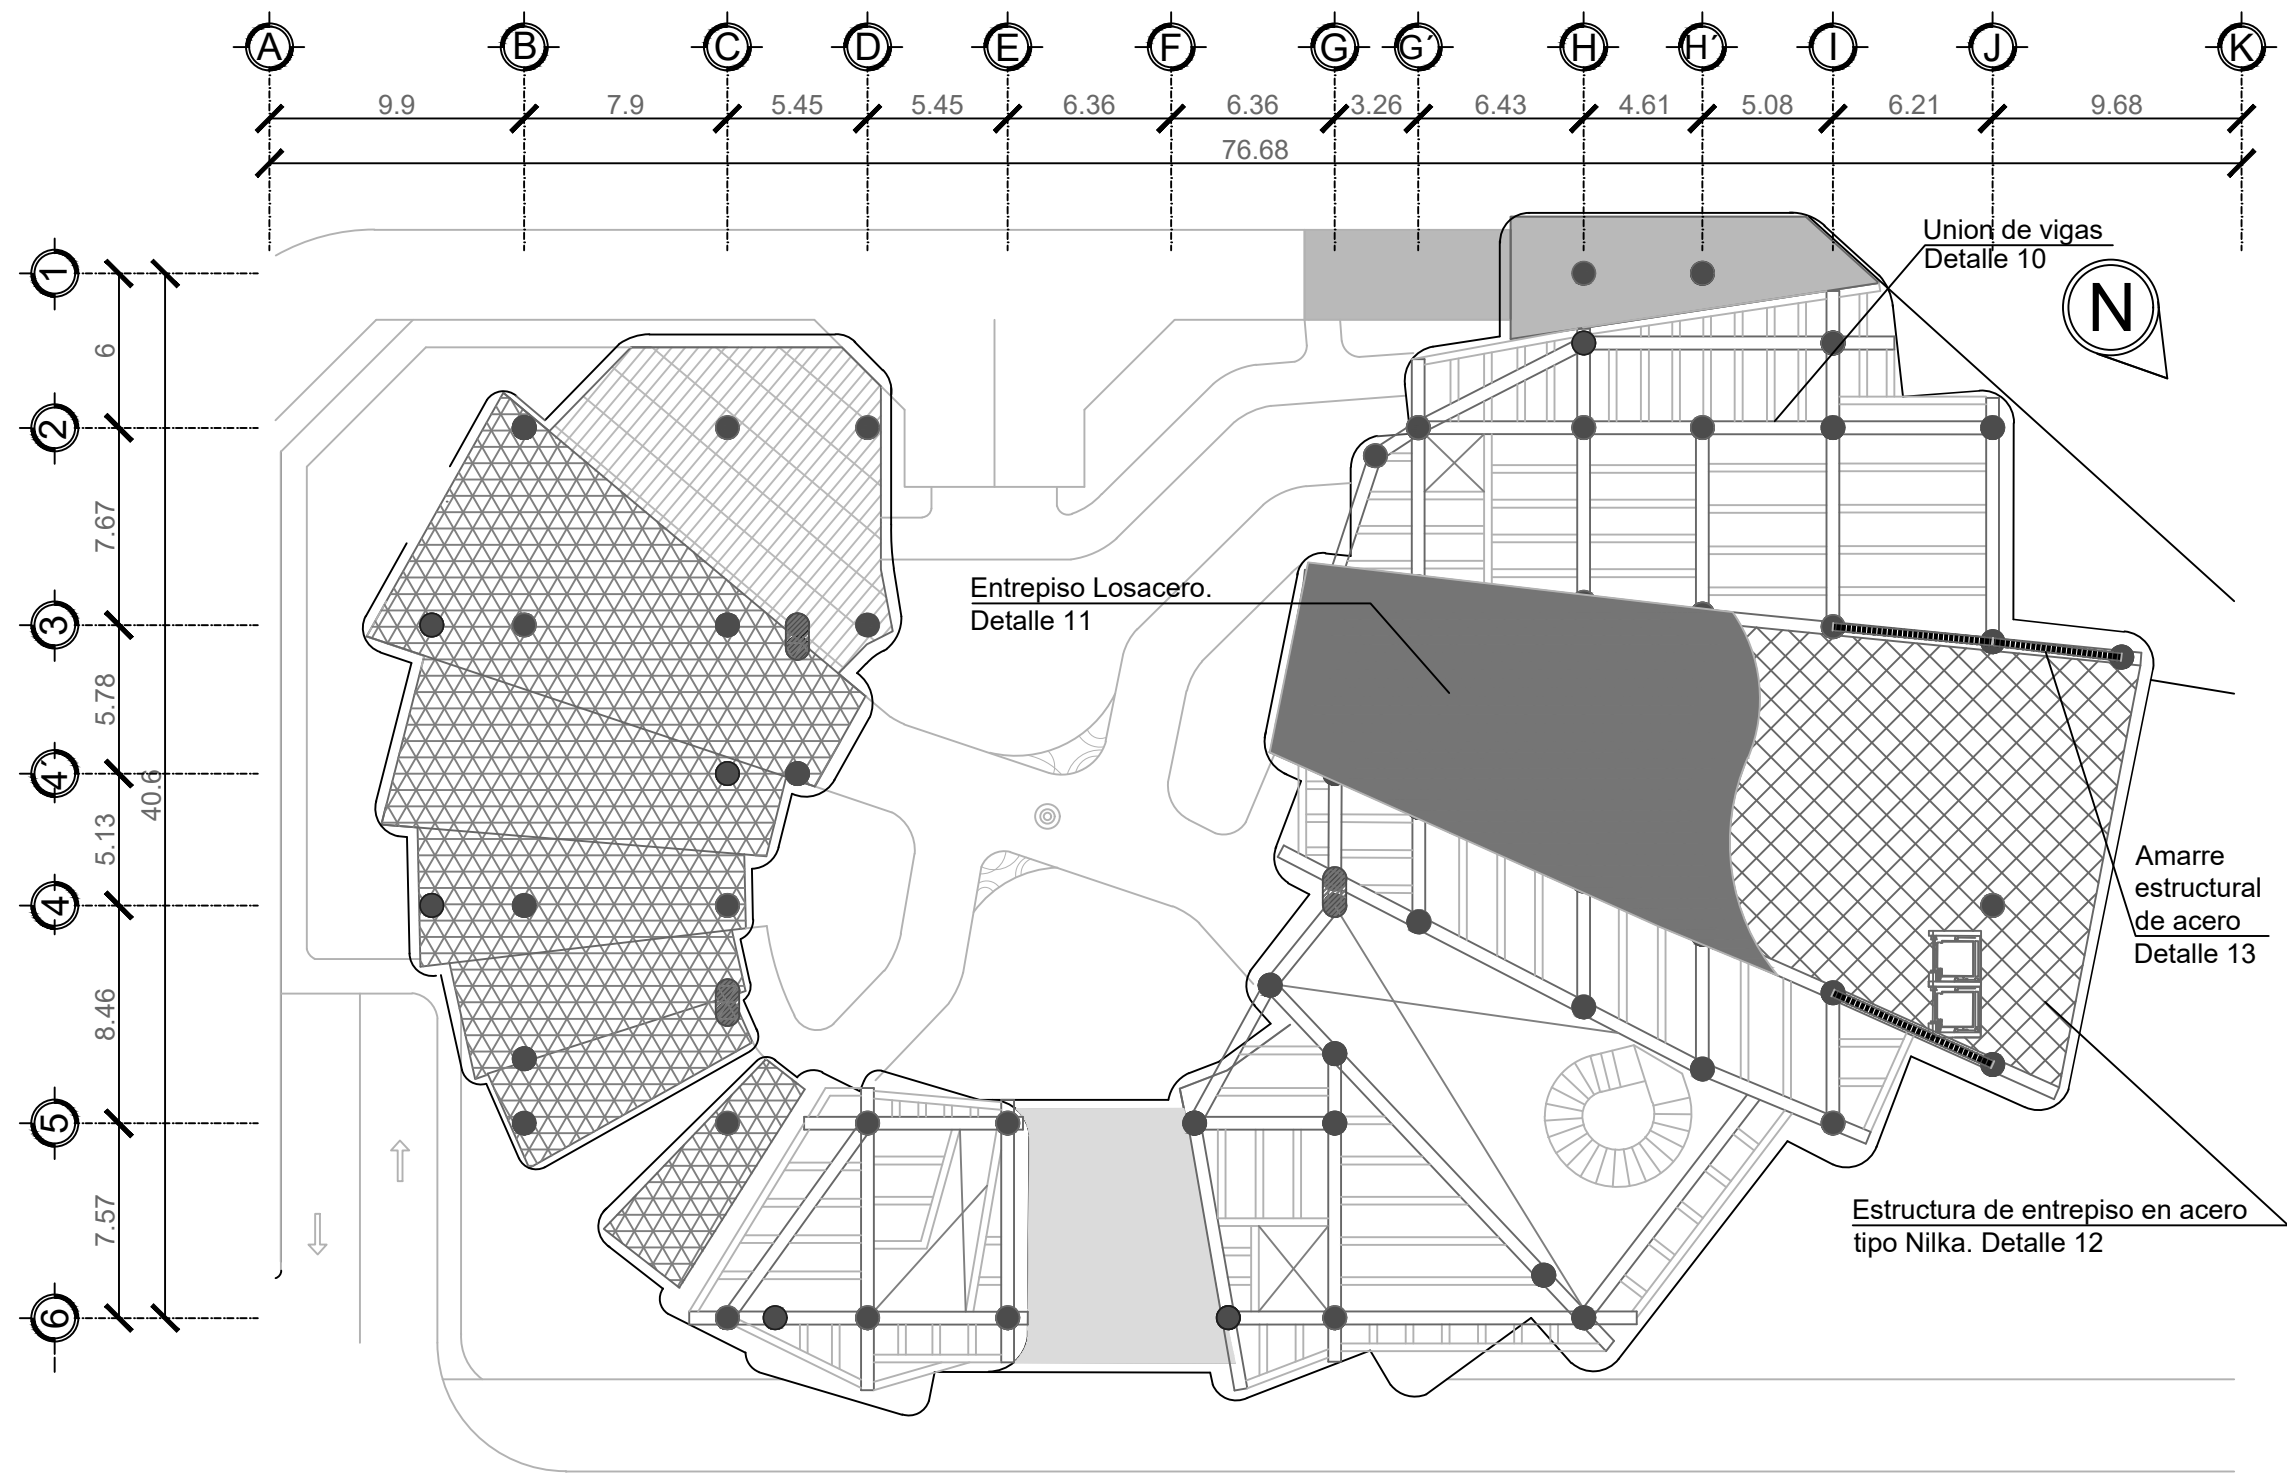 A B C D E F G G´ H H´ I J K
9.9 7.9 5.45 5.45 6.36 6.36 3.26 6.43 4.61 5.08 6.21 9.68
76.68
Union de vigas
Detalle 10
N
1
6
2
7.67
3
5.78
4´
40.6
5.13
4
8.46
5
7.57
6
Entrepiso Losacero.
Detalle 11
Amarre
estructural
de acero
Detalle 13
Estructura de entrepiso en acero
tipo Nilka. Detalle 12